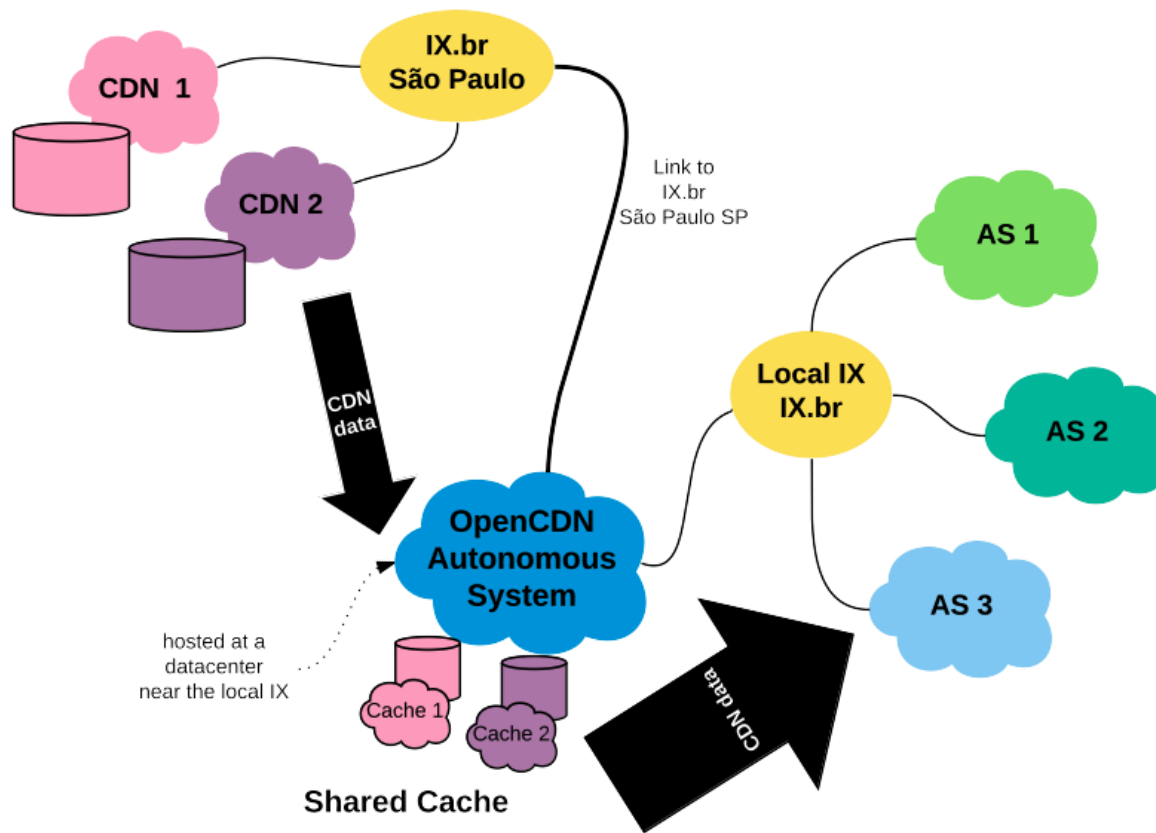 IX.br
São Paulo
CDN  1
CDN 2
Link to
IX.br
São Paulo SP
AS 1
Local IX
IX.br
AS 2
CDN
data
OpenCDN
Autonomous
System
AS 3
hosted at a
datacenter
near the local IX
CDN data
Cache 1
Cache 2
Shared Cache